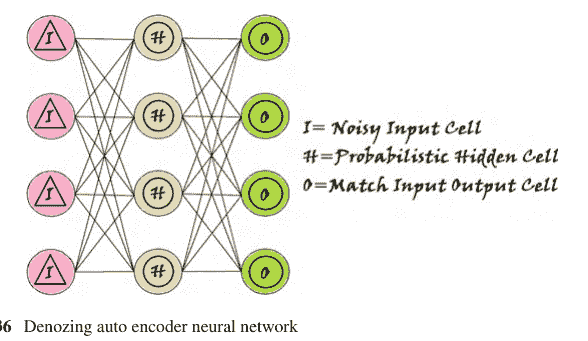 I H O
I H O
I H O
I H O
I= Noisy Input Cell
H=Probabilistic Hidden Cell
O=Match Input Output Cell
36 Denozing auto encoder neural network